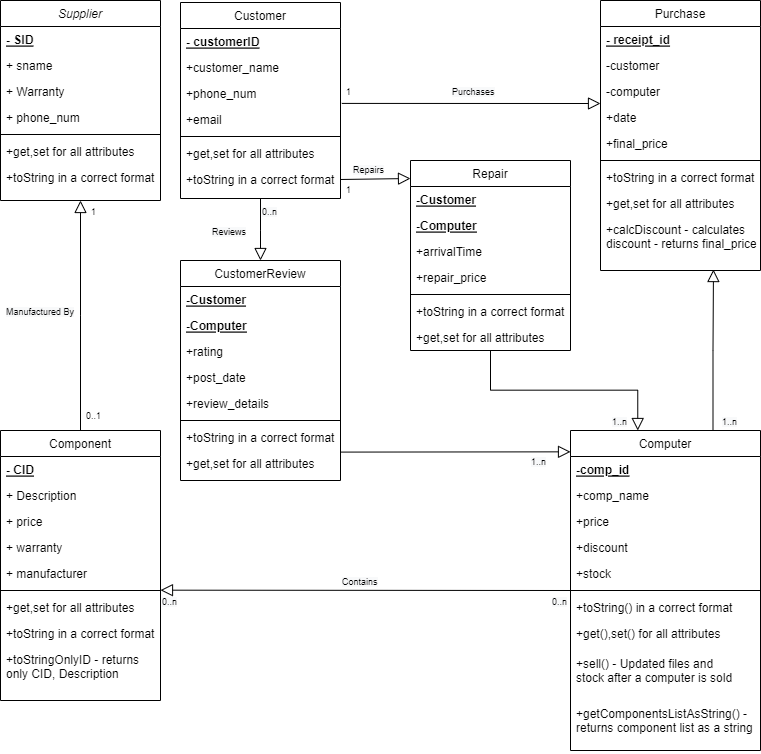 Supplier
- SID
+ sname
+ Warranty
+ phone_num
+get,set for all attributes
+toString in a correct format
Customer
- customerID
+customer_name
+phone_num
+email
+get,set for all attributes
+toString in a correct format
1
Purchases
Purchase
- receipt_id
-customer
-computer
+date
+final_price
+toString in a correct format
+get,set for all attributes
+calcDiscount - calculates
discount - returns final_price
Repairs
1
Repair
-Customer
-Computer
+arrivalTime
+repair_price
+toString in a correct format
+get,set for all attributes
1
0..n
Reviews
CustomerReview
-Customer
-Computer
+rating
+post_date
+review_details
+toString in a correct format
+get,set for all attributes
Manufactured By
0..1
1..n
1..n
1..n
Component
- CID
+ Description
+ price
+ warranty
+ manufacturer
+get,set for all attributes
+toString in a correct format
+toStringOnlyID - returns
only CID, Description
Contains
0..n
0..n
Computer
-comp_id
+comp_name
+price
+discount
+stock
+toString() in a correct format
+get(),set() for all attributes
+sell() - Updated files and
stock after a computer is sold
+getComponentsListAsString() -
returns component list as a string